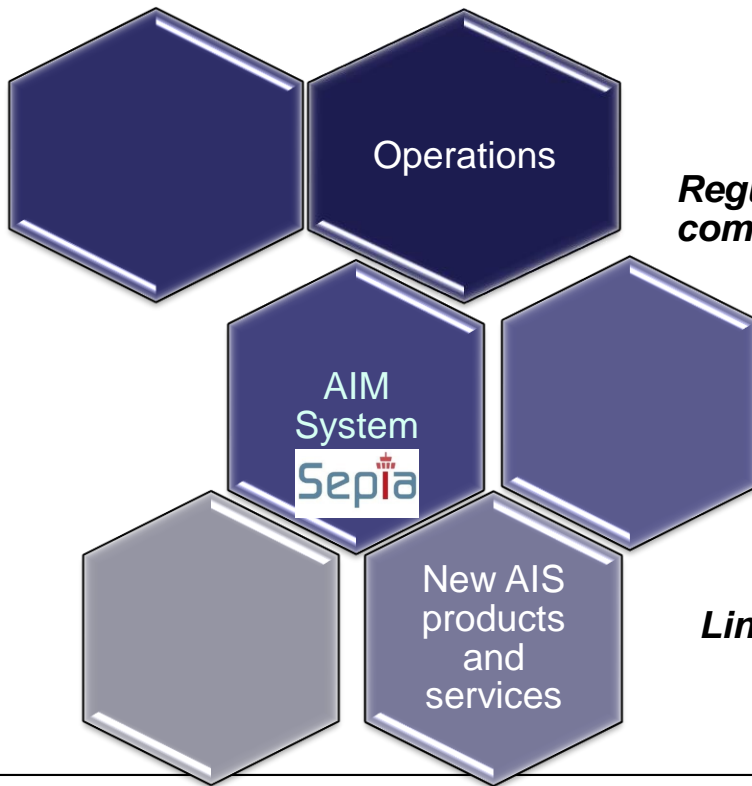 Operations
AIM
System
Sepia
New AIS
products
and
services